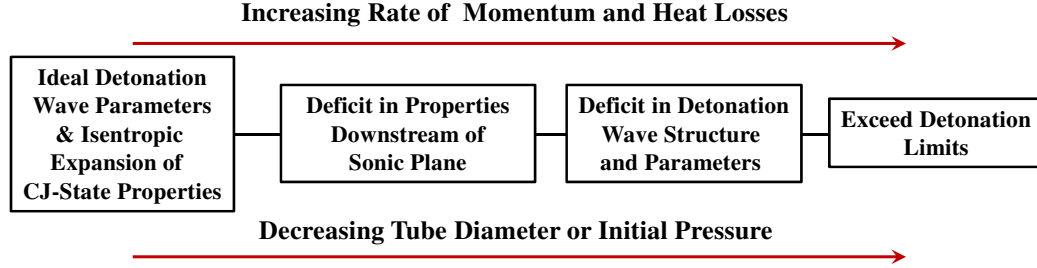 Increasing Rate of Momentum and Heat Losses
Ideal Detonation
Wave Parameters
& Isentropic
Expansion of
CJ-State Properties
Deficit in Properties
Downstream of
Sonic Plane
Deficit in Detonation
Wave Structure
and Parameters
Exceed Detonation
Limits
Decreasing Tube Diameter or Initial Pressure